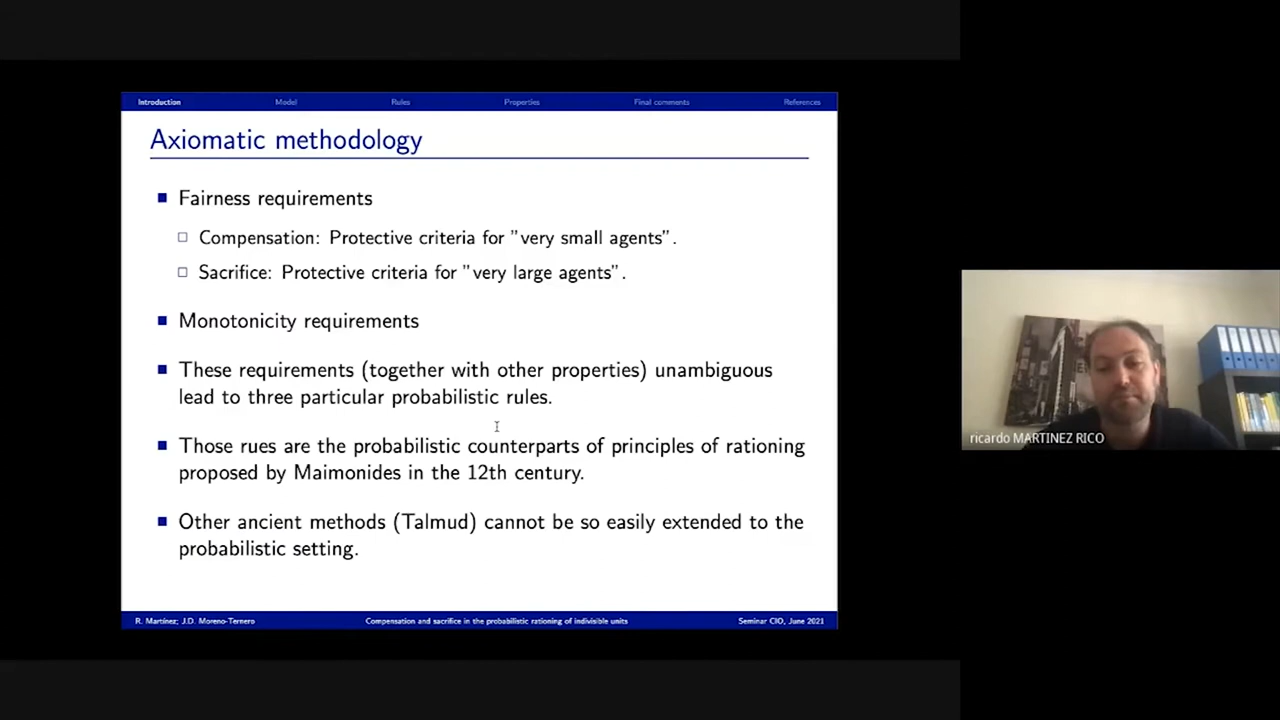 Introduction Model Rules Properties Final comments References
Axiomatic methodology
Fairness requirements
Compensation: Protective criteria for "very small agents".
Sacrifice: Protective criteria for "very large agents".
Monotonicity requirements
These requirements (together with other properties) unambiguous
lead to three particular probabilistic rules.
Those rues are the probabilistic counterparts of principles of rationing
proposed by Maimonides in the 12th century.
Other ancient methods (Talmud) cannot be so easily extended to the
probabilistic setting.
R. Martínez; J.D. Moreno-Ternero Compensation and sacrifice in the probabilistic rationing of indivisible units Seminar CIO, June 2021
ricardo MARTINEZ RICO